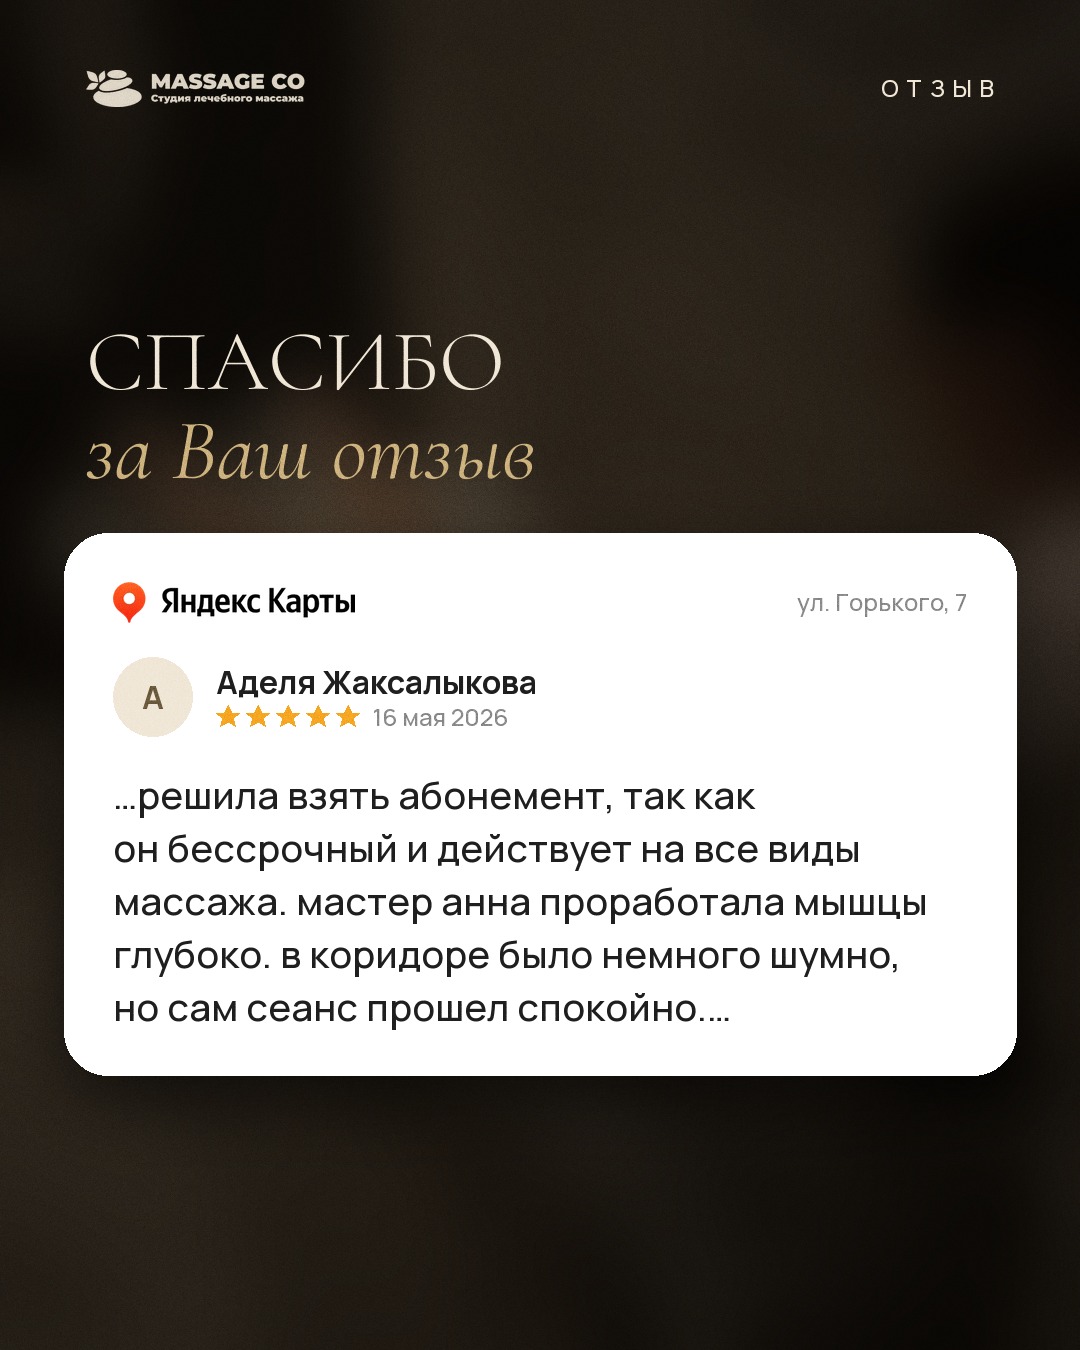 MASSAGE CO
Студия лечебного массажа
ОТЗЫВ
СПАСИБО
за Ваш отзыв
Яндекс Карты
ул. Горького, 7
А
Аделя Жаксалыкова
16 мая 2026
…решила взять абонемент, так как
он бессрочный и действует на все виды
массажа. мастер анна проработала мышцы
глубоко. в коридоре было немного шумно,
но сам сеанс прошел спокойно.…